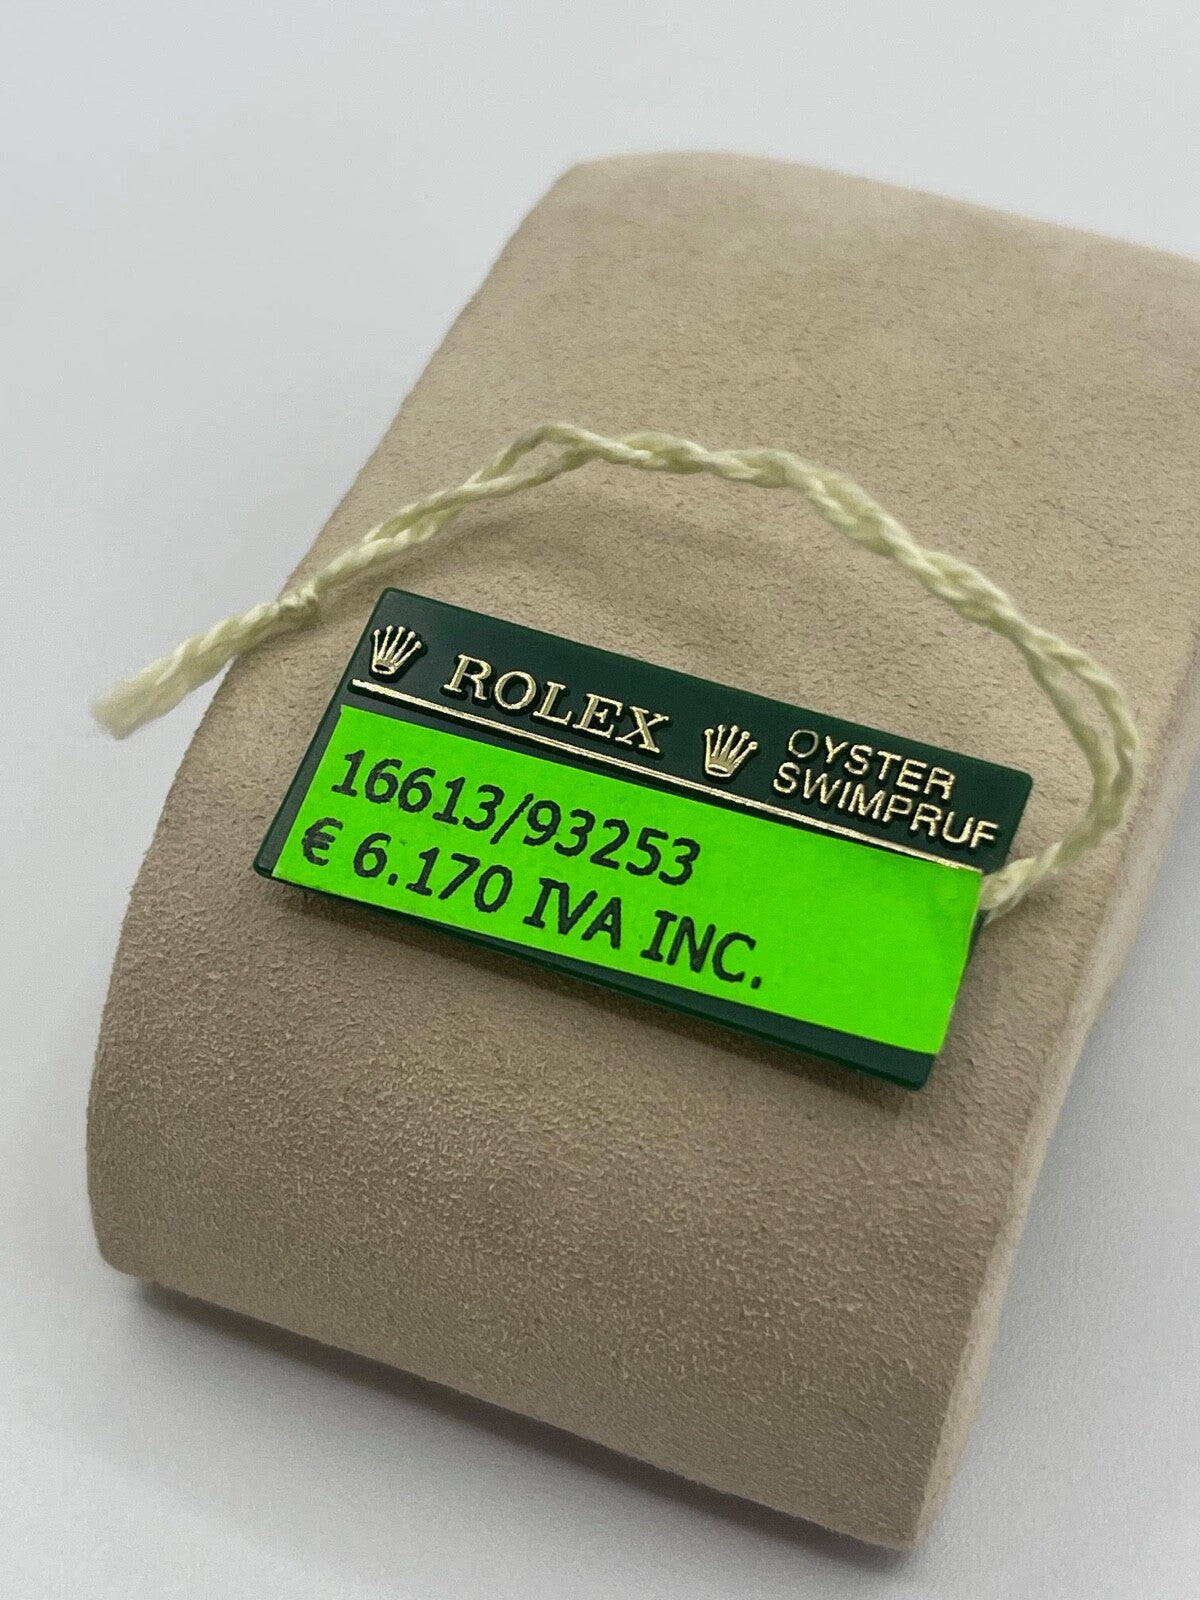 ROLEX
OYSTER
SWIMPRUF
16613/93253
€ 6.170 IVA INC.